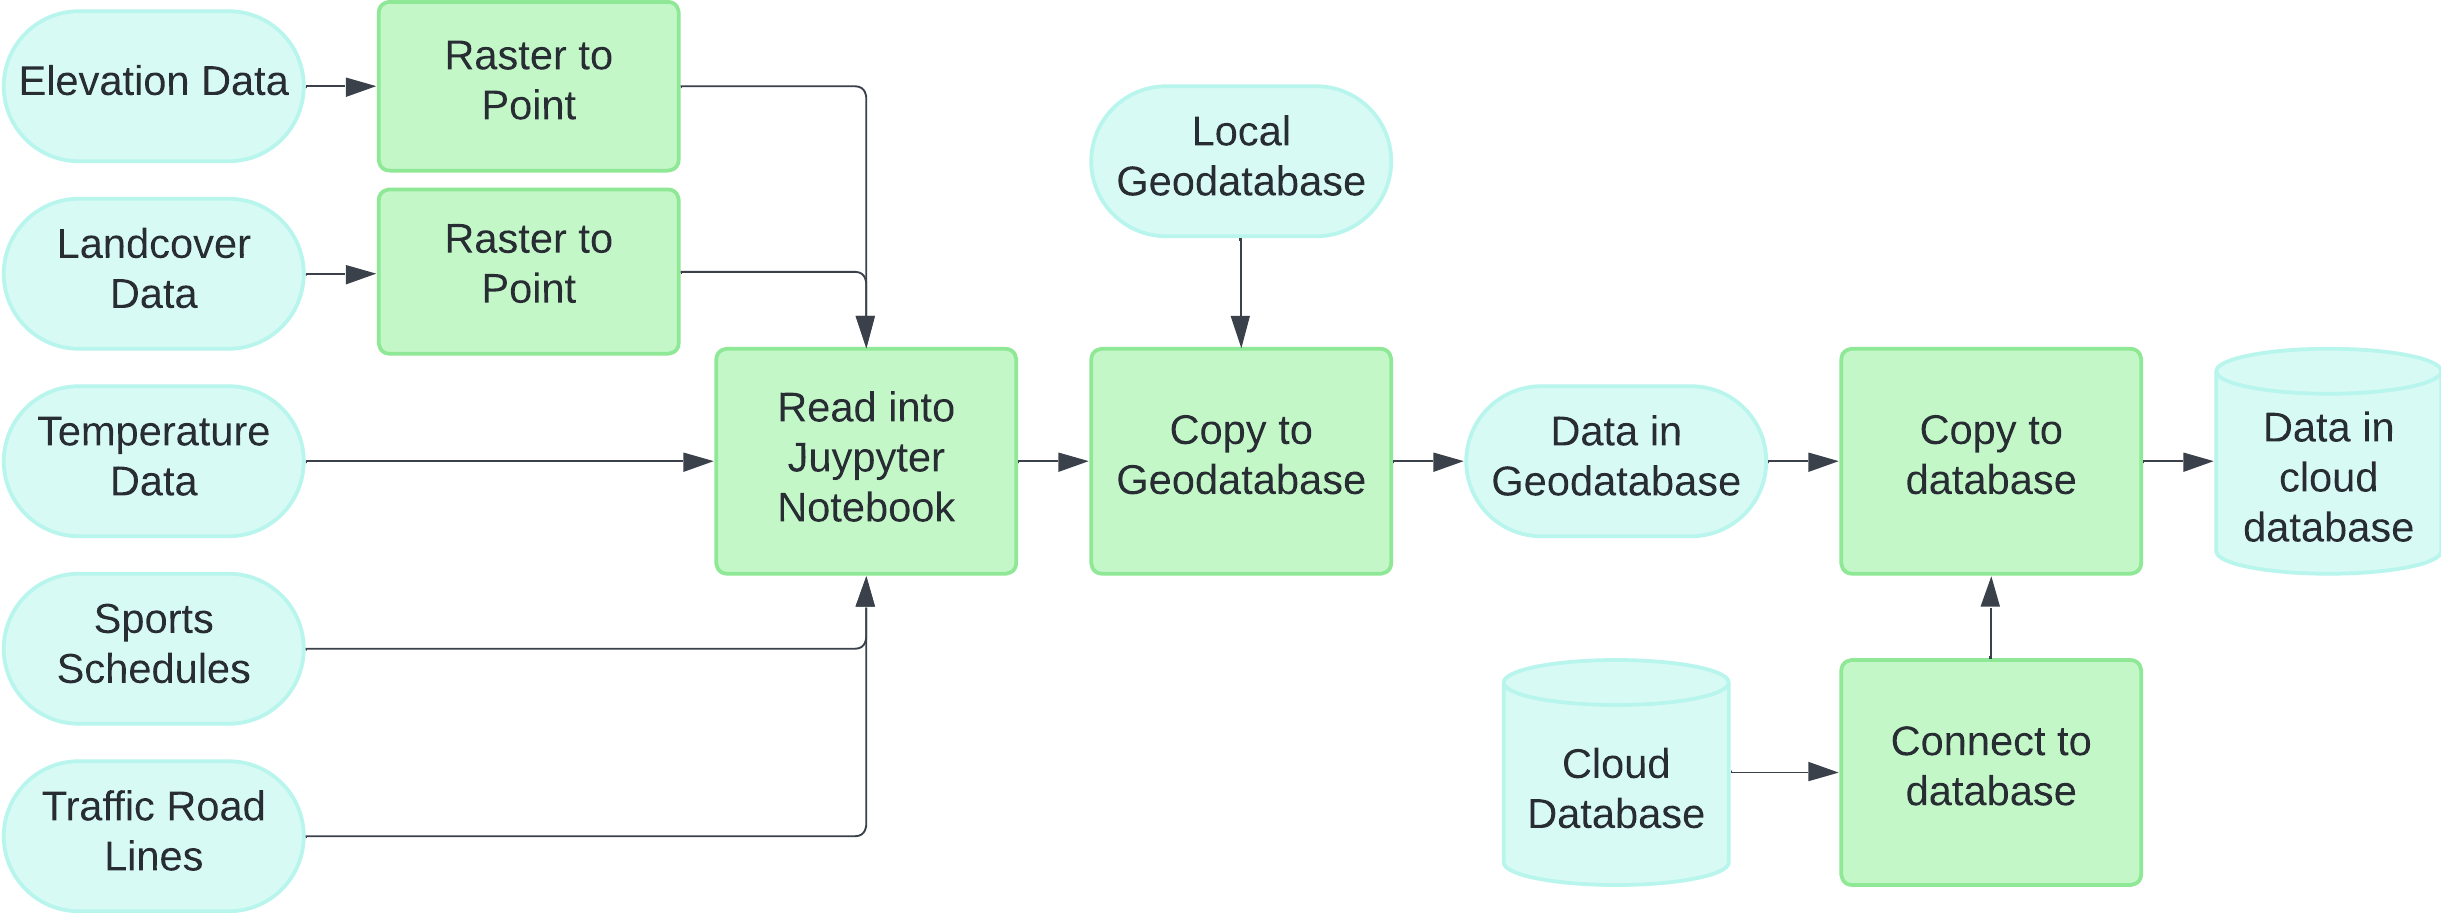 Elevation Data
Raster to
Point
Landcover
Data
Raster to
Point
Temperature
Data
Sports
Schedules
Traffic Road
Lines
Read into
Juypyter
Notebook
Local
Geodatabase
Copy to
Geodatabase
Data in
Geodatabase
Copy to
database
Data in
cloud
database
Cloud
Database
Connect to
database